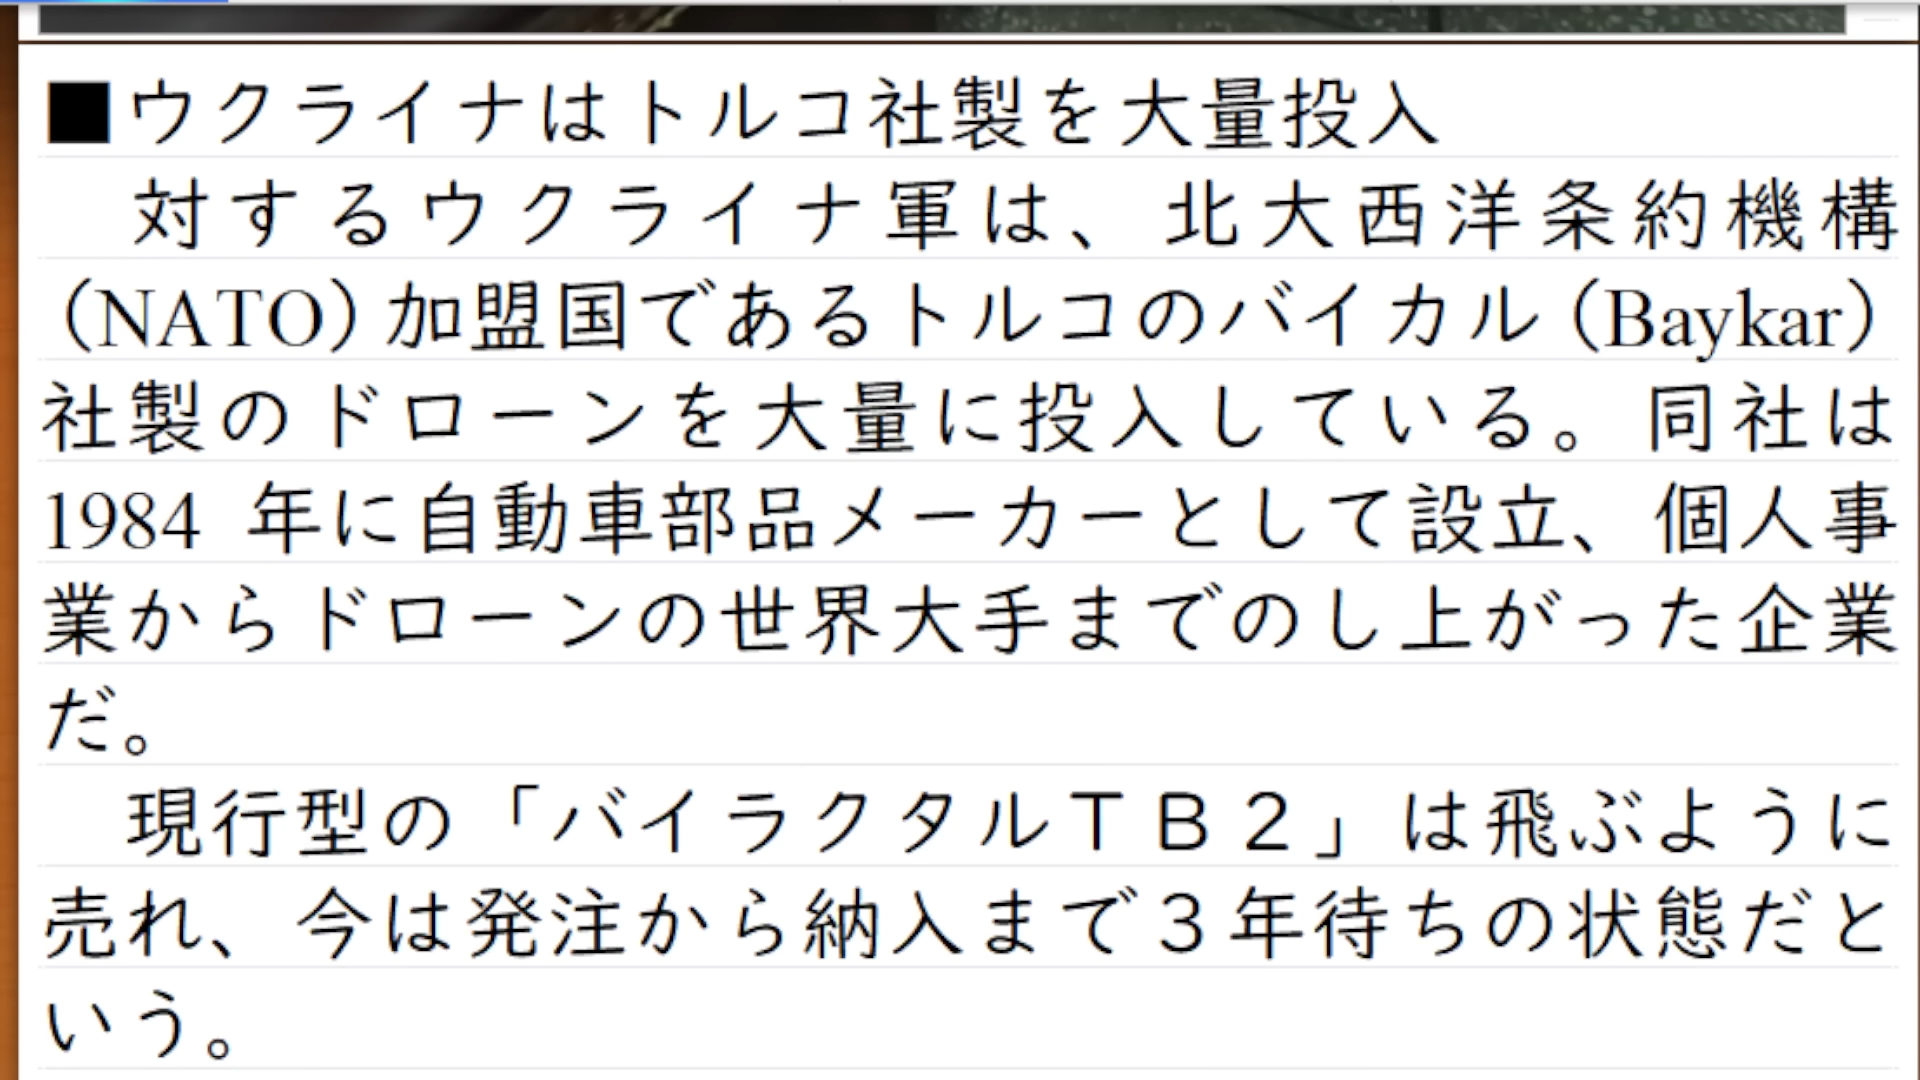 ■ウクライナはトルコ社製を大量投入
　対するウクライナ軍は、北大西洋条約機構
（NATO）加盟国であるトルコのバイカル（Baykar）
社製のドローンを大量に投入している。同社は
1984 年に自動車部品メーカーとして設立、個人事
業からドローンの世界大手までのし上がった企業
だ。
　現行型の「バイラクタルＴＢ２」は飛ぶように
売れ、今は発注から納入まで３年待ちの状態だと
いう。